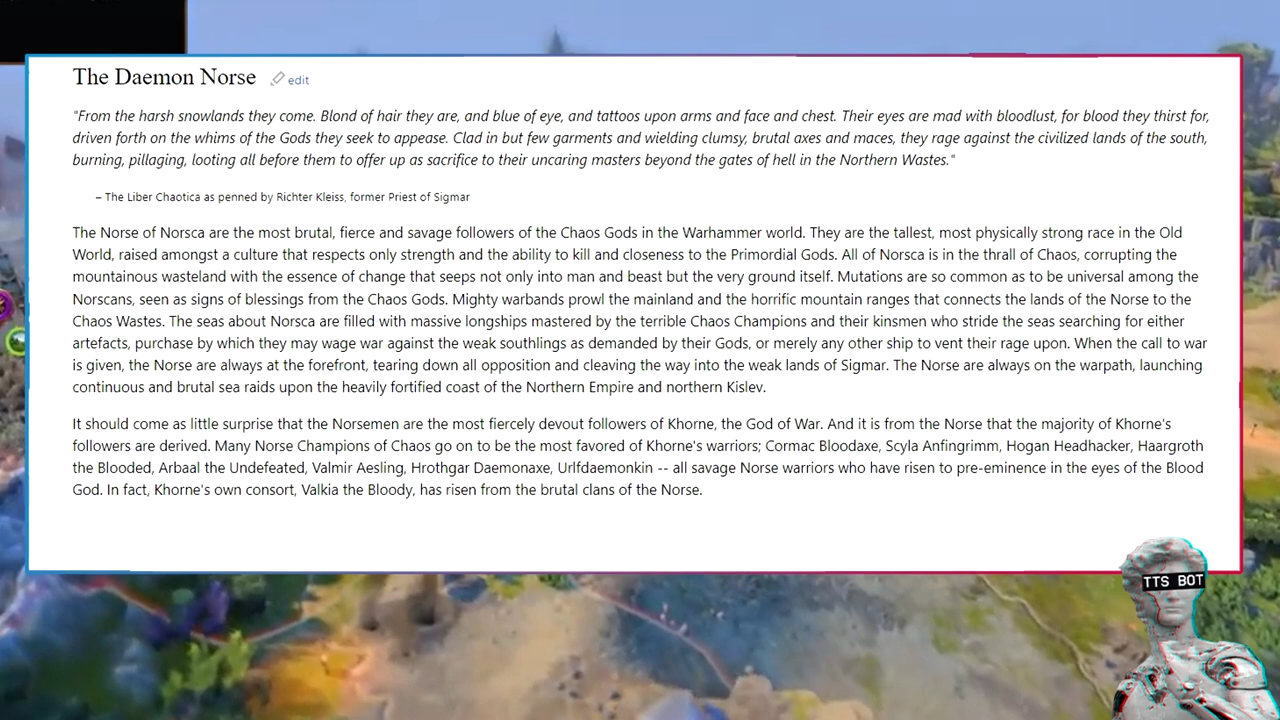 The Daemon Norse edit
"From the harsh snowlands they come. Blond of hair they are, and blue of eye, and tattoos upon arms and face and chest. Their eyes are mad with bloodlust, for blood they thirst for,
driven forth on the whims of the Gods they seek to appease. Clad in but few garments and wielding clumsy, brutal axes and maces, they rage against the civilized lands of the south,
burning, pillaging, looting all before them to offer up as sacrifice to their uncaring masters beyond the gates of hell in the Northern Wastes."
– The Liber Chaotica as penned by Richter Kleiss, former Priest of Sigmar
The Norse of Norsca are the most brutal, fierce and savage followers of the Chaos Gods in the Warhammer world. They are the tallest, most physically strong race in the Old
World, raised amongst a culture that respects only strength and the ability to kill and closeness to the Primordial Gods. All of Norsca is in the thrall of Chaos, corrupting the
mountainous wasteland with the essence of change that seeps not only into man and beast but the very ground itself. Mutations are so common as to be universal among the
Norscans, seen as signs of blessings from the Chaos Gods. Mighty warbands prowl the mainland and the horrific mountain ranges that connects the lands of the Norse to the
Chaos Wastes. The seas about Norsca are filled with massive longships mastered by the terrible Chaos Champions and their kinsmen who stride the seas searching for either
artefacts, purchase by which they may wage war against the weak southlings as demanded by their Gods, or merely any other ship to vent their rage upon. When the call to war
is given, the Norse are always at the forefront, tearing down all opposition and cleaving the way into the weak lands of Sigmar. The Norse are always on the warpath, launching
continuous and brutal sea raids upon the heavily fortified coast of the Northern Empire and northern Kislev.
It should come as little surprise that the Norsemen are the most fiercely devout followers of Khorne, the God of War. And it is from the Norse that the majority of Khorne's
followers are derived. Many Norse Champions of Chaos go on to be the most favored of Khorne's warriors; Cormac Bloodaxe, Scyla Anfingrimm, Hogan Headhacker, Haargroth
the Blooded, Arbaal the Undefeated, Valmir Aesling, Hrothgar Daemonaxe, Urlfdaemonkin -- all savage Norse warriors who have risen to pre-eminence in the eyes of the Blood
God. In fact, Khorne's own consort, Valkia the Bloody, has risen from the brutal clans of the Norse.
TTS BOT